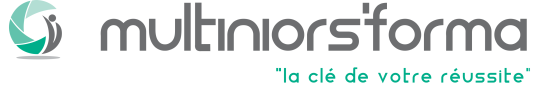 multiniors'forma
"la clé de votre réussite"